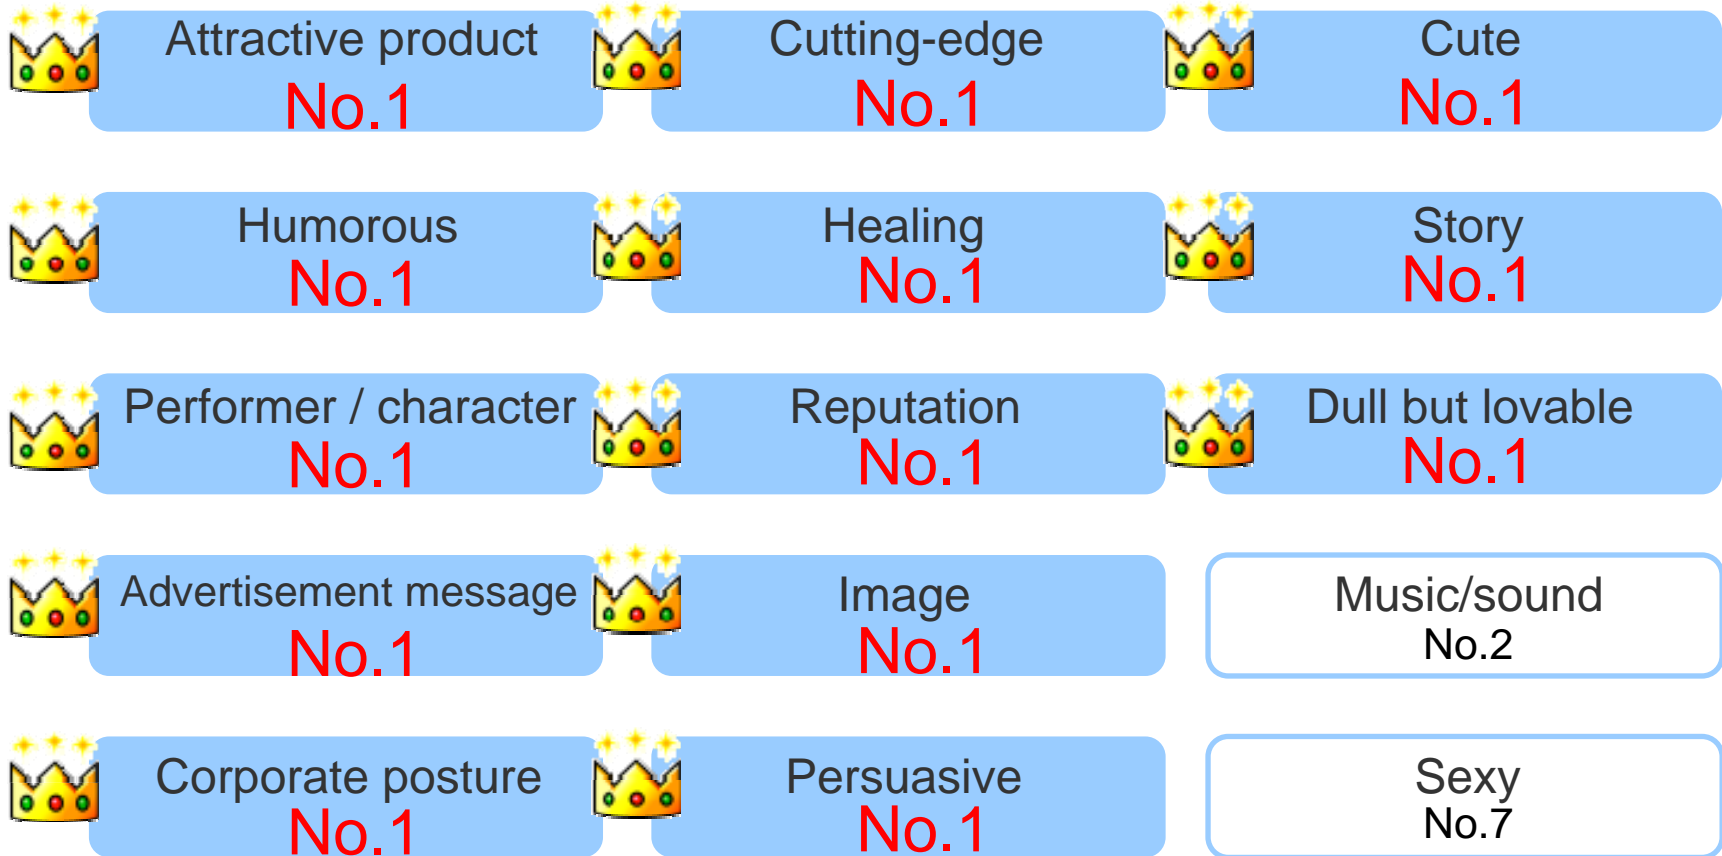 Attractive product
No.1
Cutting-edge
No.1
Cute
No.1
Humorous
No.1
Healing
No.1
Story
No.1
Performer / character
No.1
Reputation
No.1
Dull but lovable
No.1
Advertisement message
No.1
Image
No.1
Music/sound
No.2
Corporate posture
No.1
Persuasive
No.1
Sexy
No.7